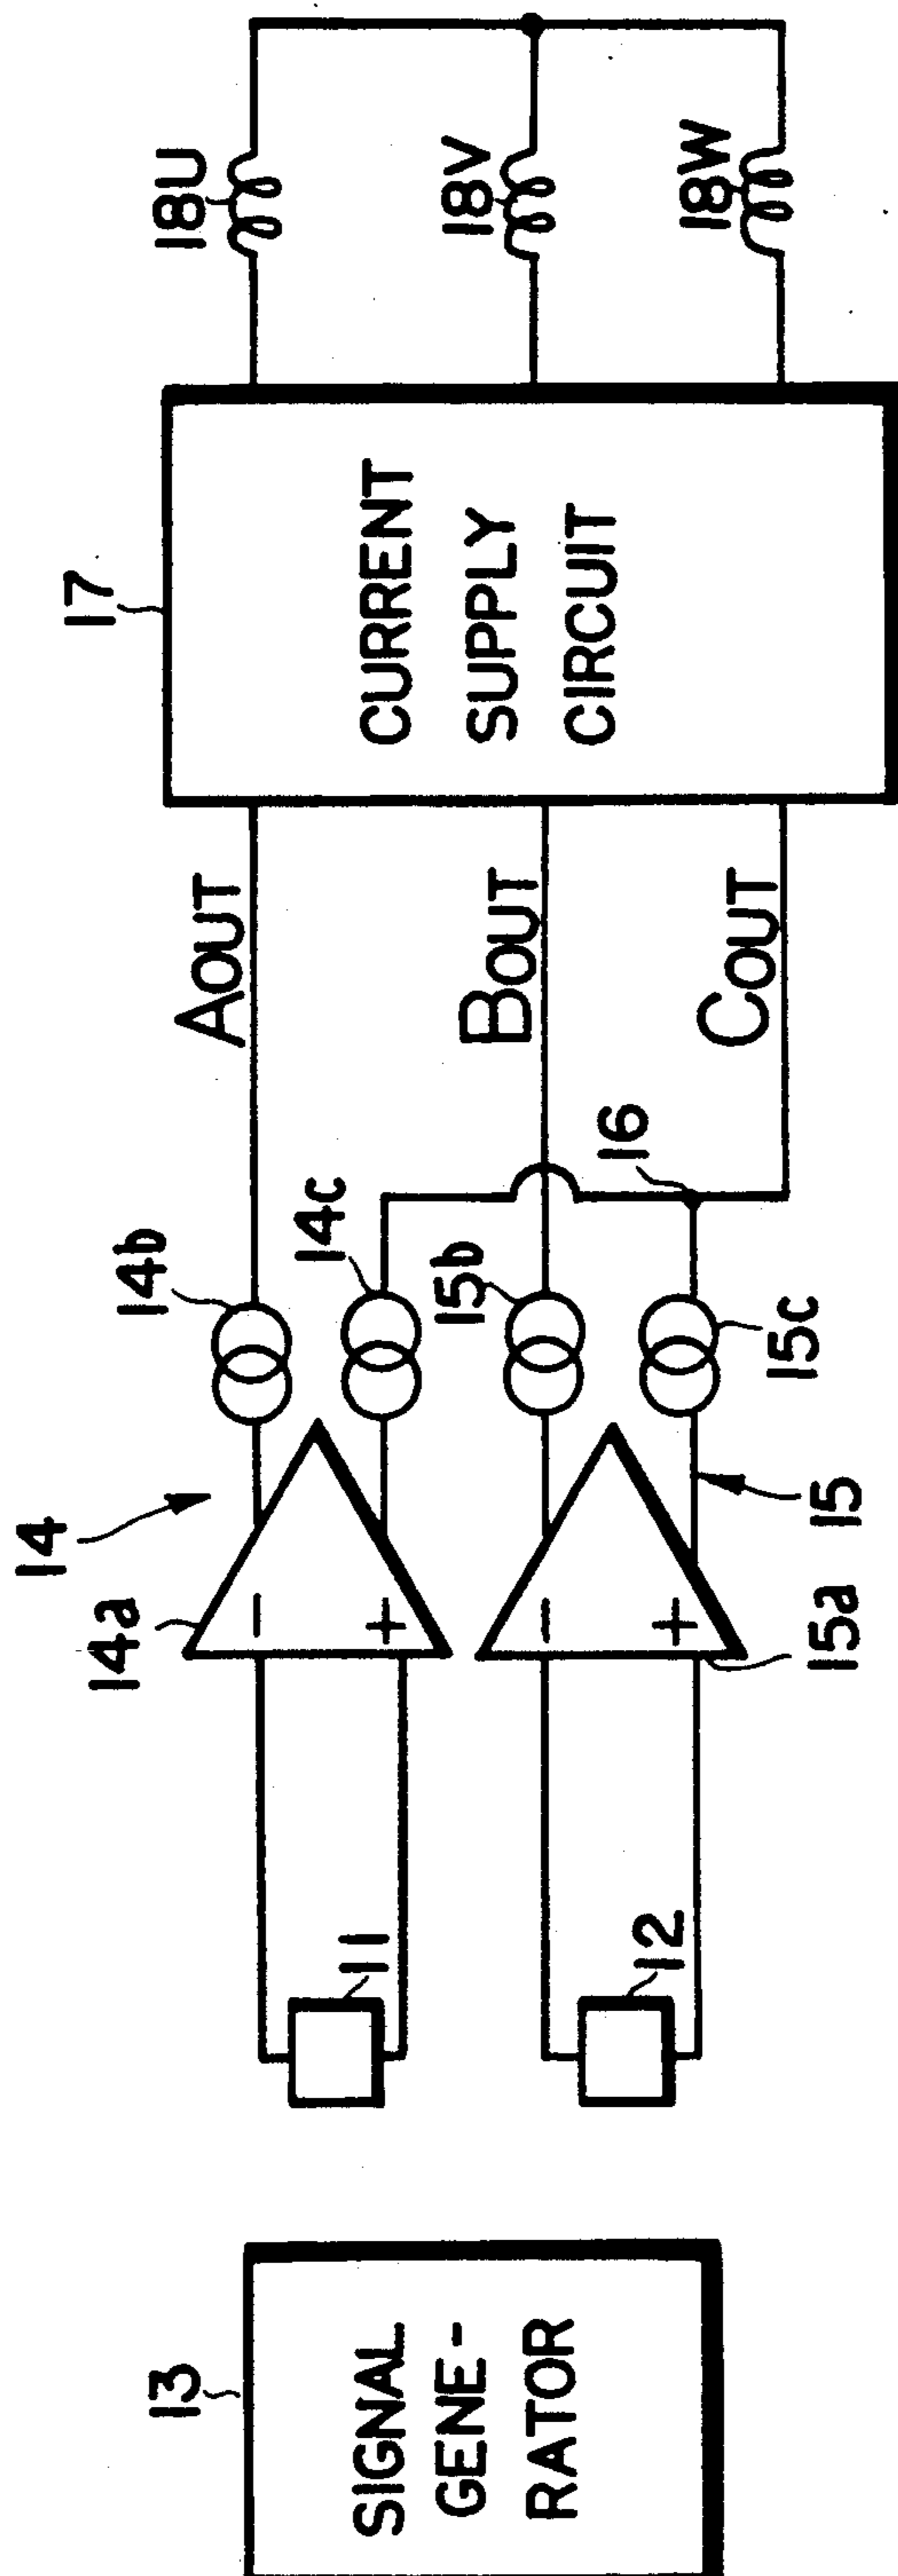 13
SIGNAL
GENE-
RATOR
11
12
14
14a
−
+
14b
14c
15a
−
+
15b
15c
15
16
AOUT
BOUT
COUT
17
CURRENT
SUPPLY
CIRCUIT
18U
18V
18W